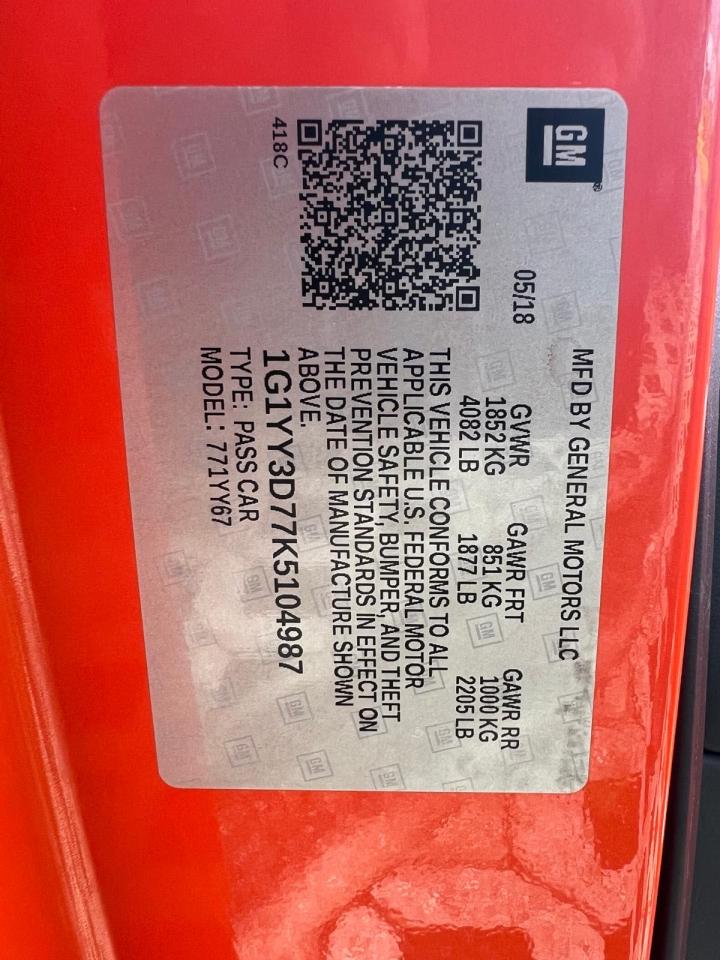 GM
MFD BY GENERAL MOTORS LLC
05/18
GVWR GAWR FRT GAWR RR
1852 KG 851 KG 1000 KG
4082 LB 1877 LB 2205 LB
THIS VEHICLE CONFORMS TO ALL
APPLICABLE U.S. FEDERAL MOTOR
VEHICLE SAFETY, BUMPER, AND THEFT
PREVENTION STANDARDS IN EFFECT ON
THE DATE OF MANUFACTURE SHOWN
ABOVE.
1G1YY3D77K5104987
TYPE: PASS CAR
MODEL: 771YY67
418C